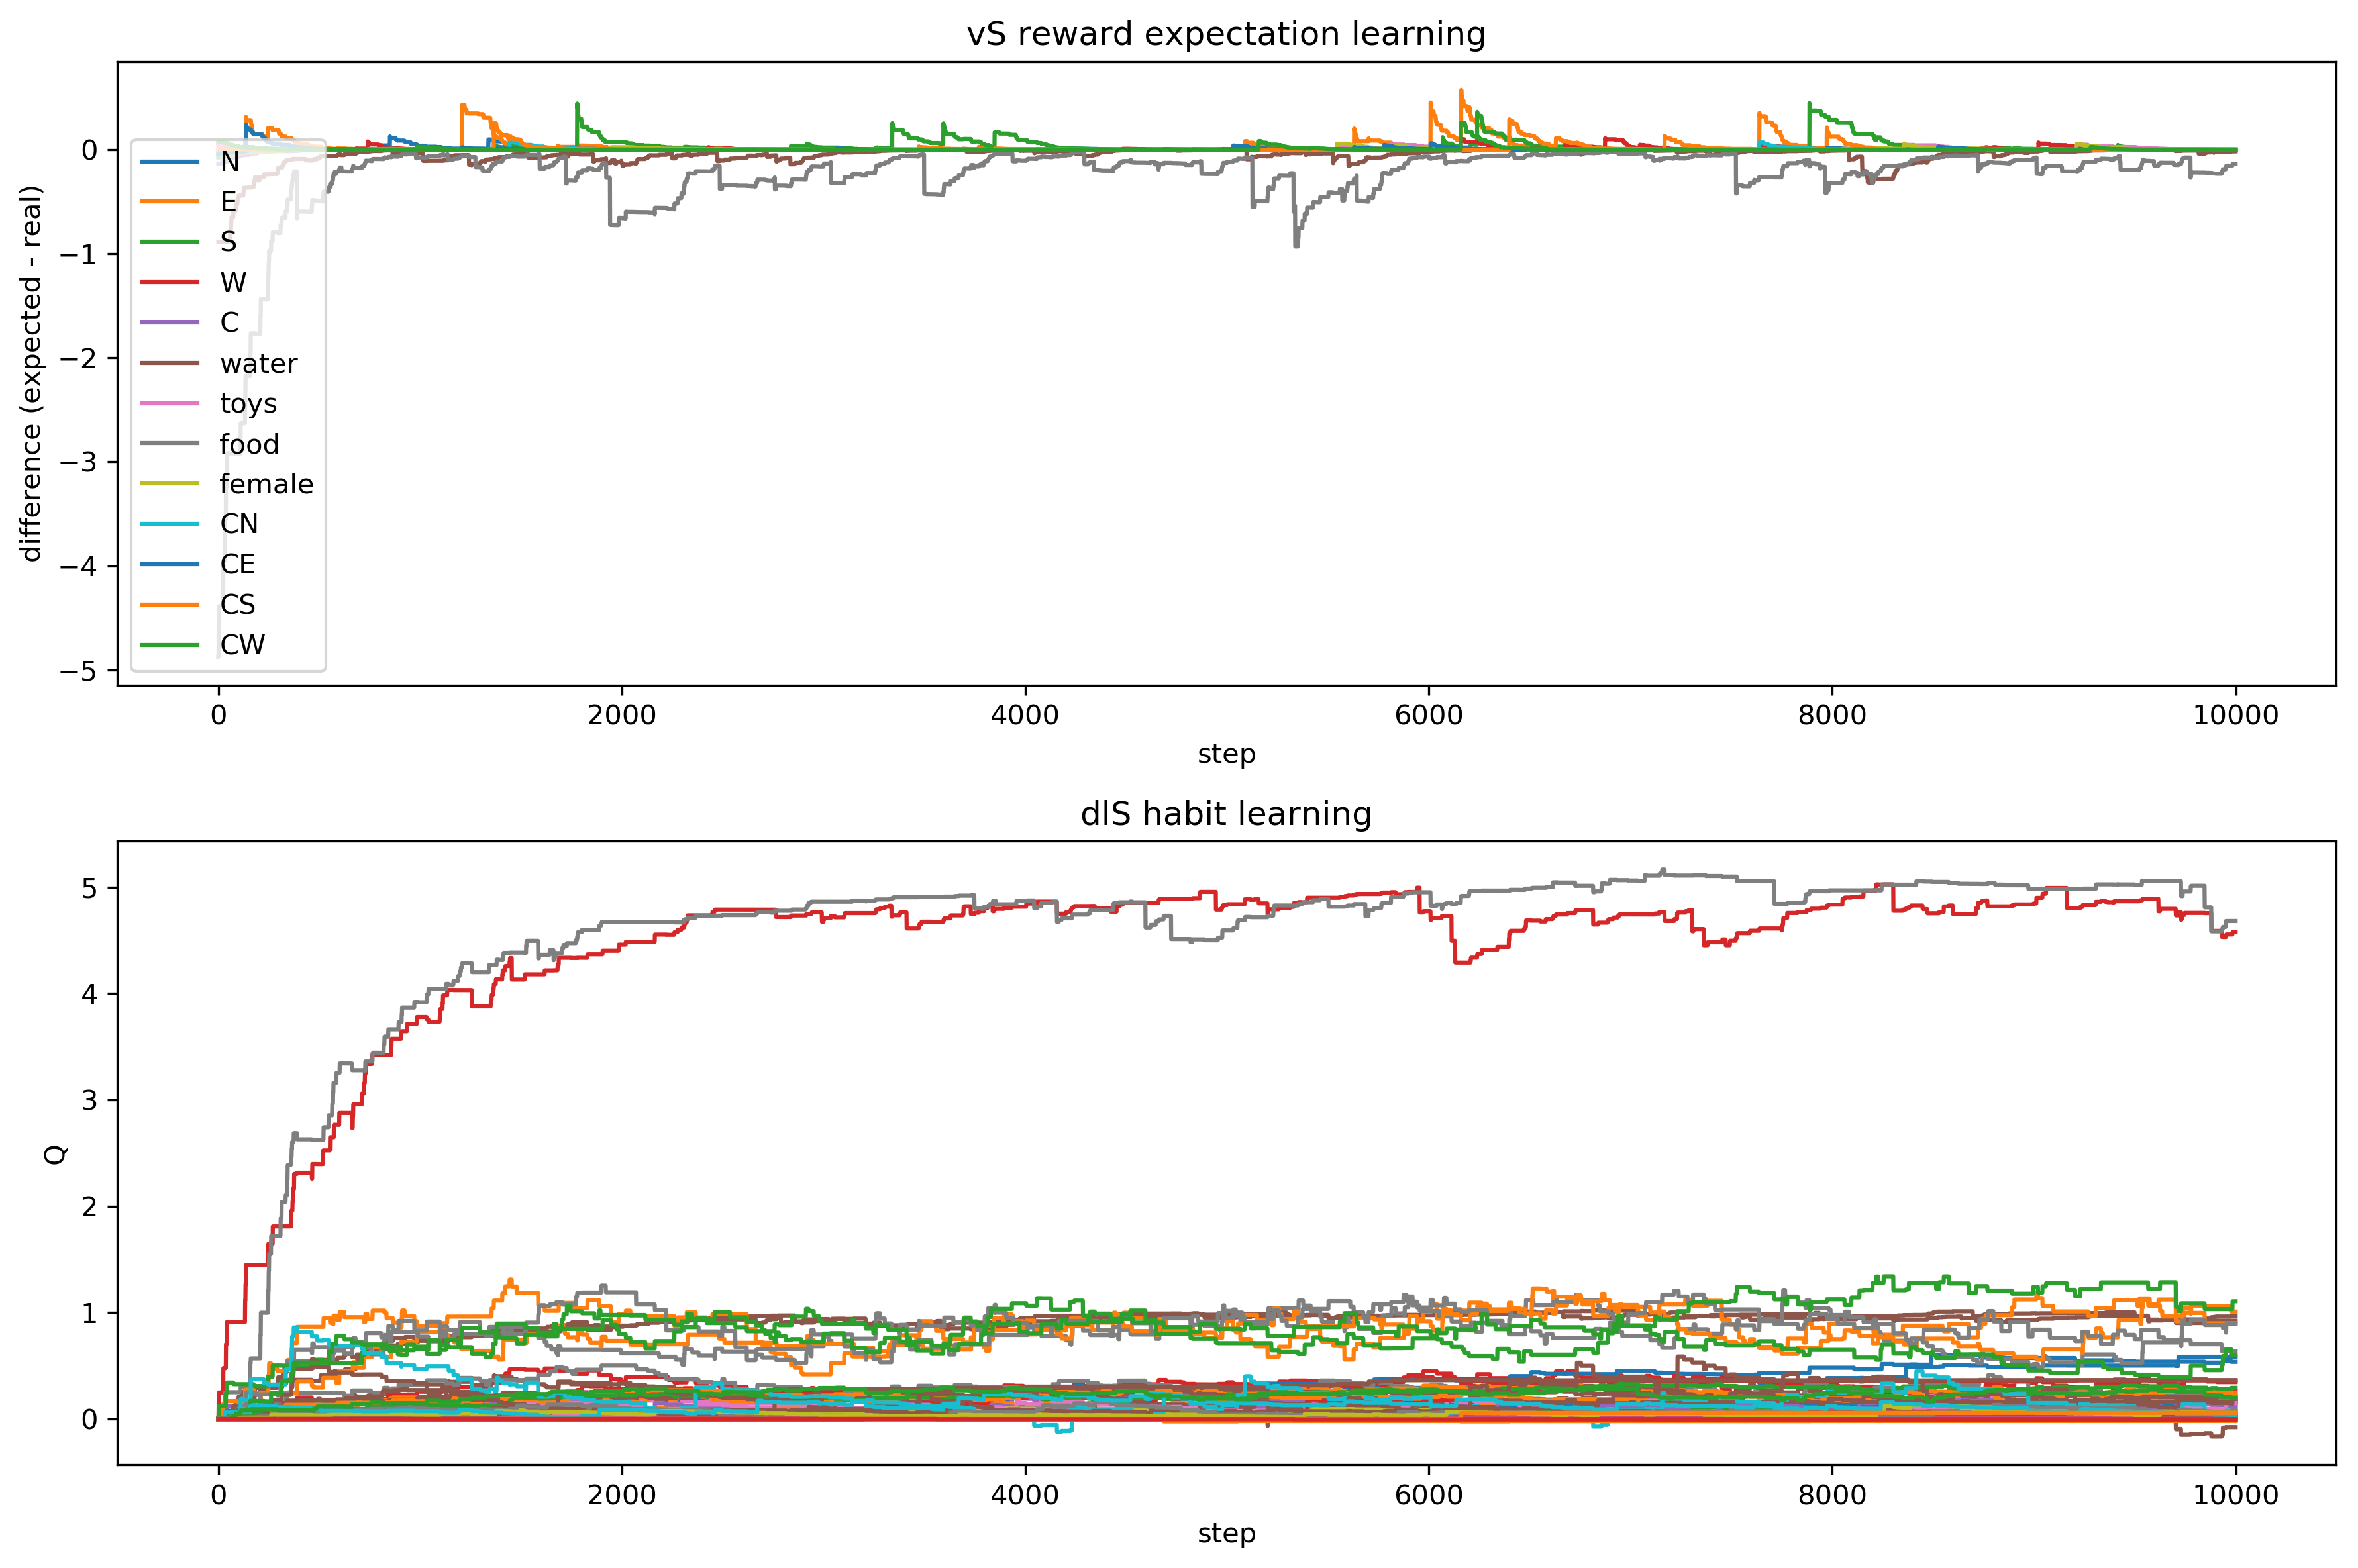 vS reward expectation learning
difference (expected - real)
0
−1
−2
−3
−4
−5
N
E
S
W
C
water
toys
food
female
CN
CE
CS
CW
0 2000 4000 6000 8000 10000
step
dlS habit learning
Q
5
4
3
2
1
0
0 2000 4000 6000 8000 10000
step